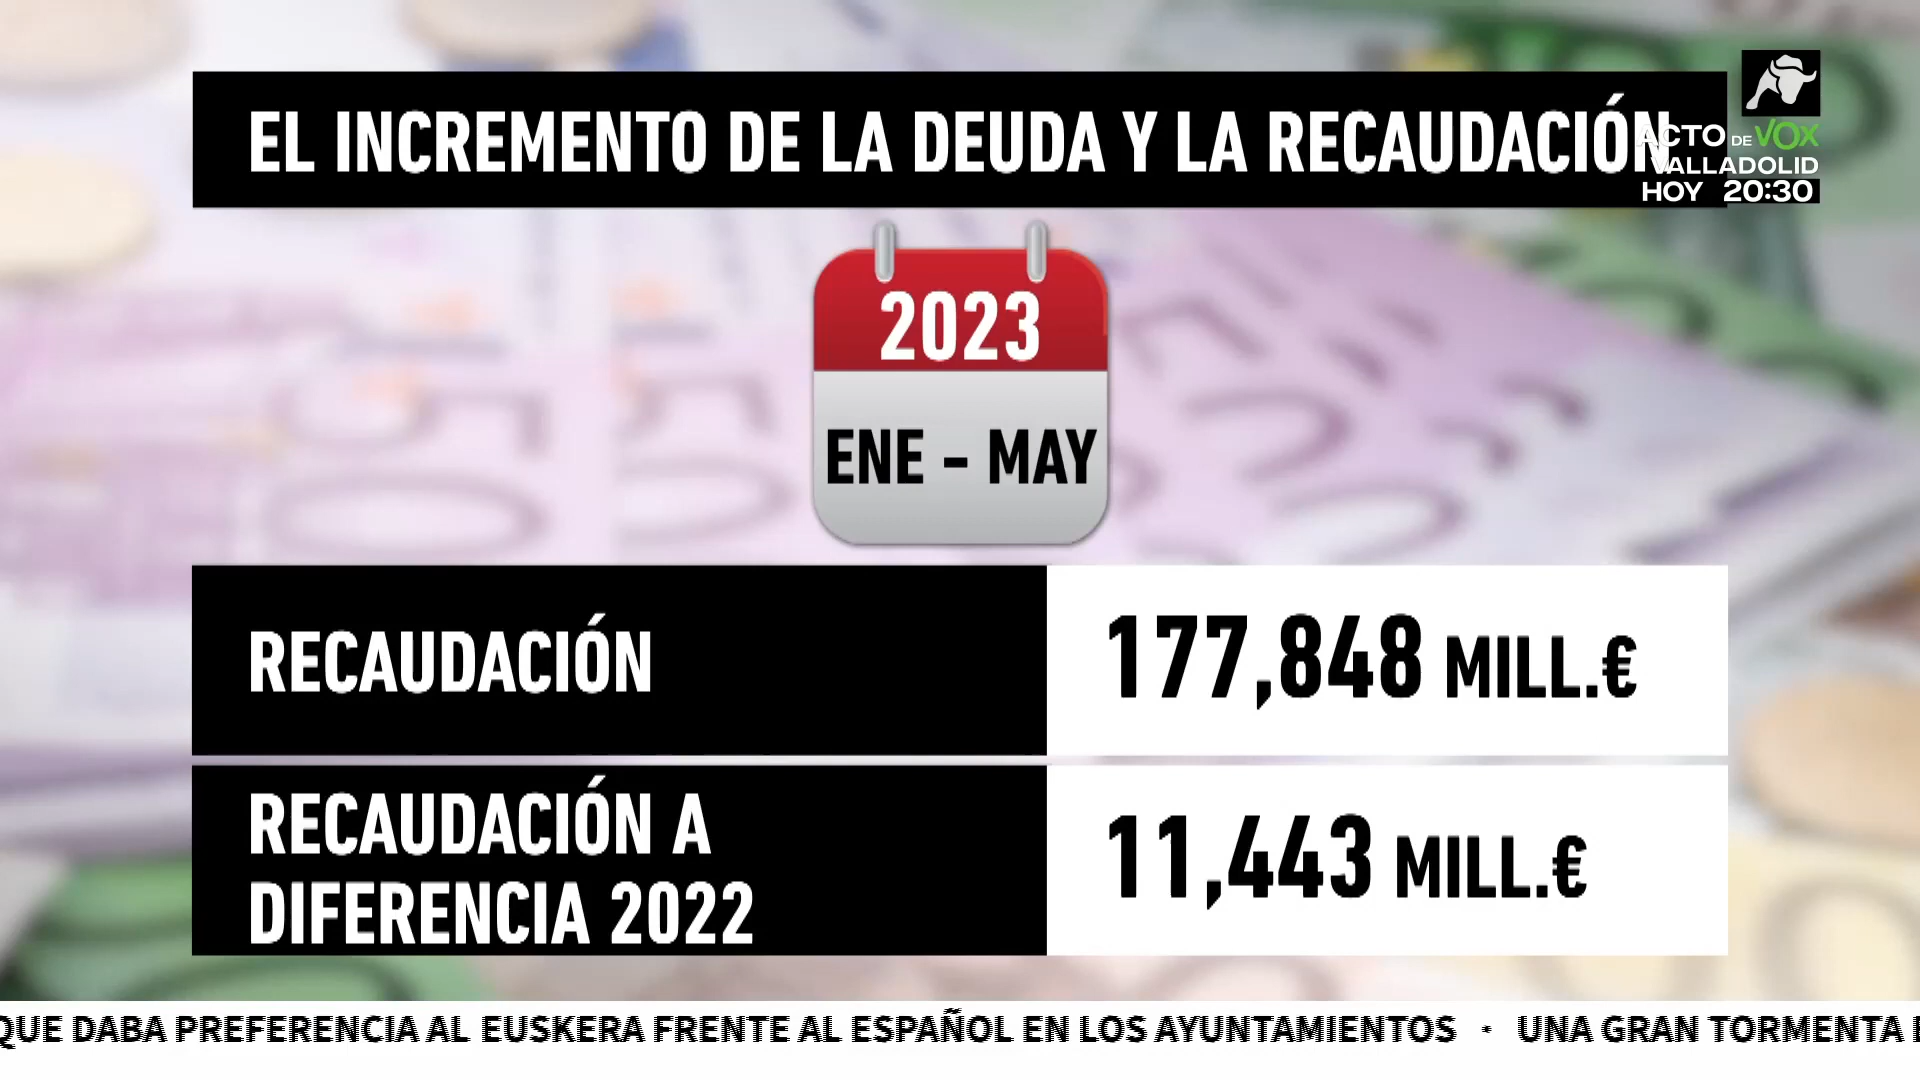 EL INCREMENTO DE LA DEUDA Y LA RECAUDACIÓN
ACTO DE VOX
VALLADOLID
HOY 20:30
2023
ENE - MAY
RECAUDACIÓN
177,848 MILL.€
RECAUDACIÓN A
DIFERENCIA 2022
11,443 MILL.€
QUE DABA PREFERENCIA AL EUSKERA FRENTE AL ESPAÑOL EN LOS AYUNTAMIENTOS · UNA GRAN TORMENTA